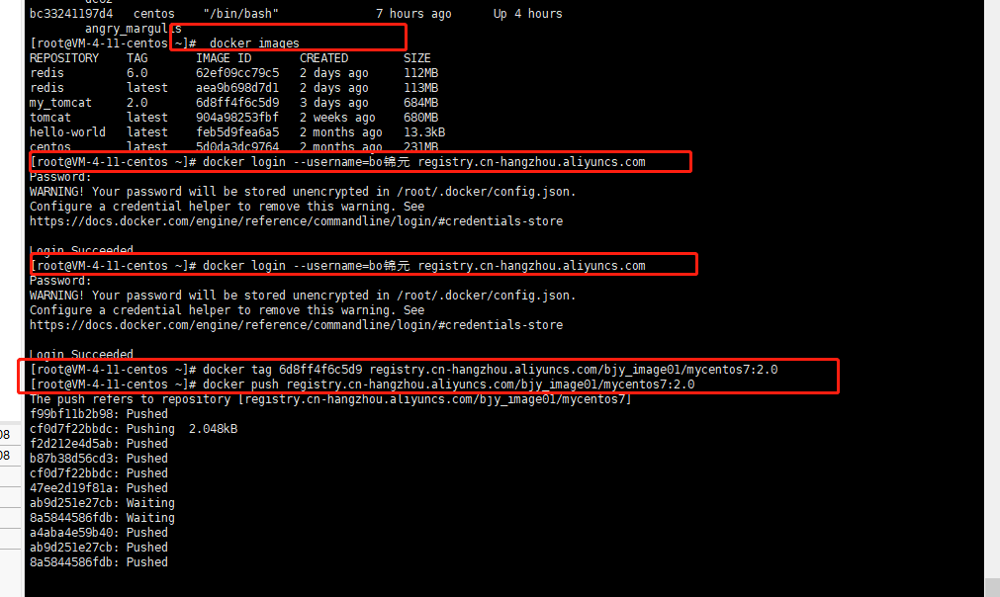 bc33241197d4   centos    "/bin/bash"              7 hours ago      Up 4 hours
        angry_margulis
[root@VM-4-11-centos ~]#  docker images
REPOSITORY    TAG       IMAGE ID       CREATED        SIZE
redis         6.0       62ef09cc79c5   2 days ago     112MB
redis         latest    aea9b698d7d1   2 days ago     113MB
my_tomcat     2.0       6d8ff4f6c5d9   3 days ago     684MB
tomcat        latest    904a98253fbf   2 weeks ago    680MB
hello-world   latest    feb5d9fea6a5   2 months ago   13.3kB
centos        latest    5d0da3dc9764   2 months ago   231MB
[root@VM-4-11-centos ~]# docker login --username=bo锦元 registry.cn-hangzhou.aliyuncs.com
Password:
WARNING! Your password will be stored unencrypted in /root/.docker/config.json.
Configure a credential helper to remove this warning. See
https://docs.docker.com/engine/reference/commandline/login/#credentials-store
Login Succeeded
[root@VM-4-11-centos ~]# docker login --username=bo锦元 registry.cn-hangzhou.aliyuncs.com
Password:
WARNING! Your password will be stored unencrypted in /root/.docker/config.json.
Configure a credential helper to remove this warning. See
https://docs.docker.com/engine/reference/commandline/login/#credentials-store
Login Succeeded
[root@VM-4-11-centos ~]# docker tag 6d8ff4f6c5d9 registry.cn-hangzhou.aliyuncs.com/bjy_image01/mycentos7:2.0
[root@VM-4-11-centos ~]# docker push registry.cn-hangzhou.aliyuncs.com/bjy_image01/mycentos7:2.0
The push refers to repository [registry.cn-hangzhou.aliyuncs.com/bjy_image01/mycentos7]
f99bf11b2b98: Pushed
cf0d7f22bbdc: Pushing  2.048kB
f2d212e4d5ab: Pushed
b87b38d56cd3: Pushed
cf0d7f22bbdc: Pushed
47ee2d19f81a: Pushed
ab9d251e27cb: Waiting
8a5844586fdb: Waiting
a4aba4e59b40: Pushed
ab9d251e27cb: Pushed
8a5844586fdb: Pushed
08
08